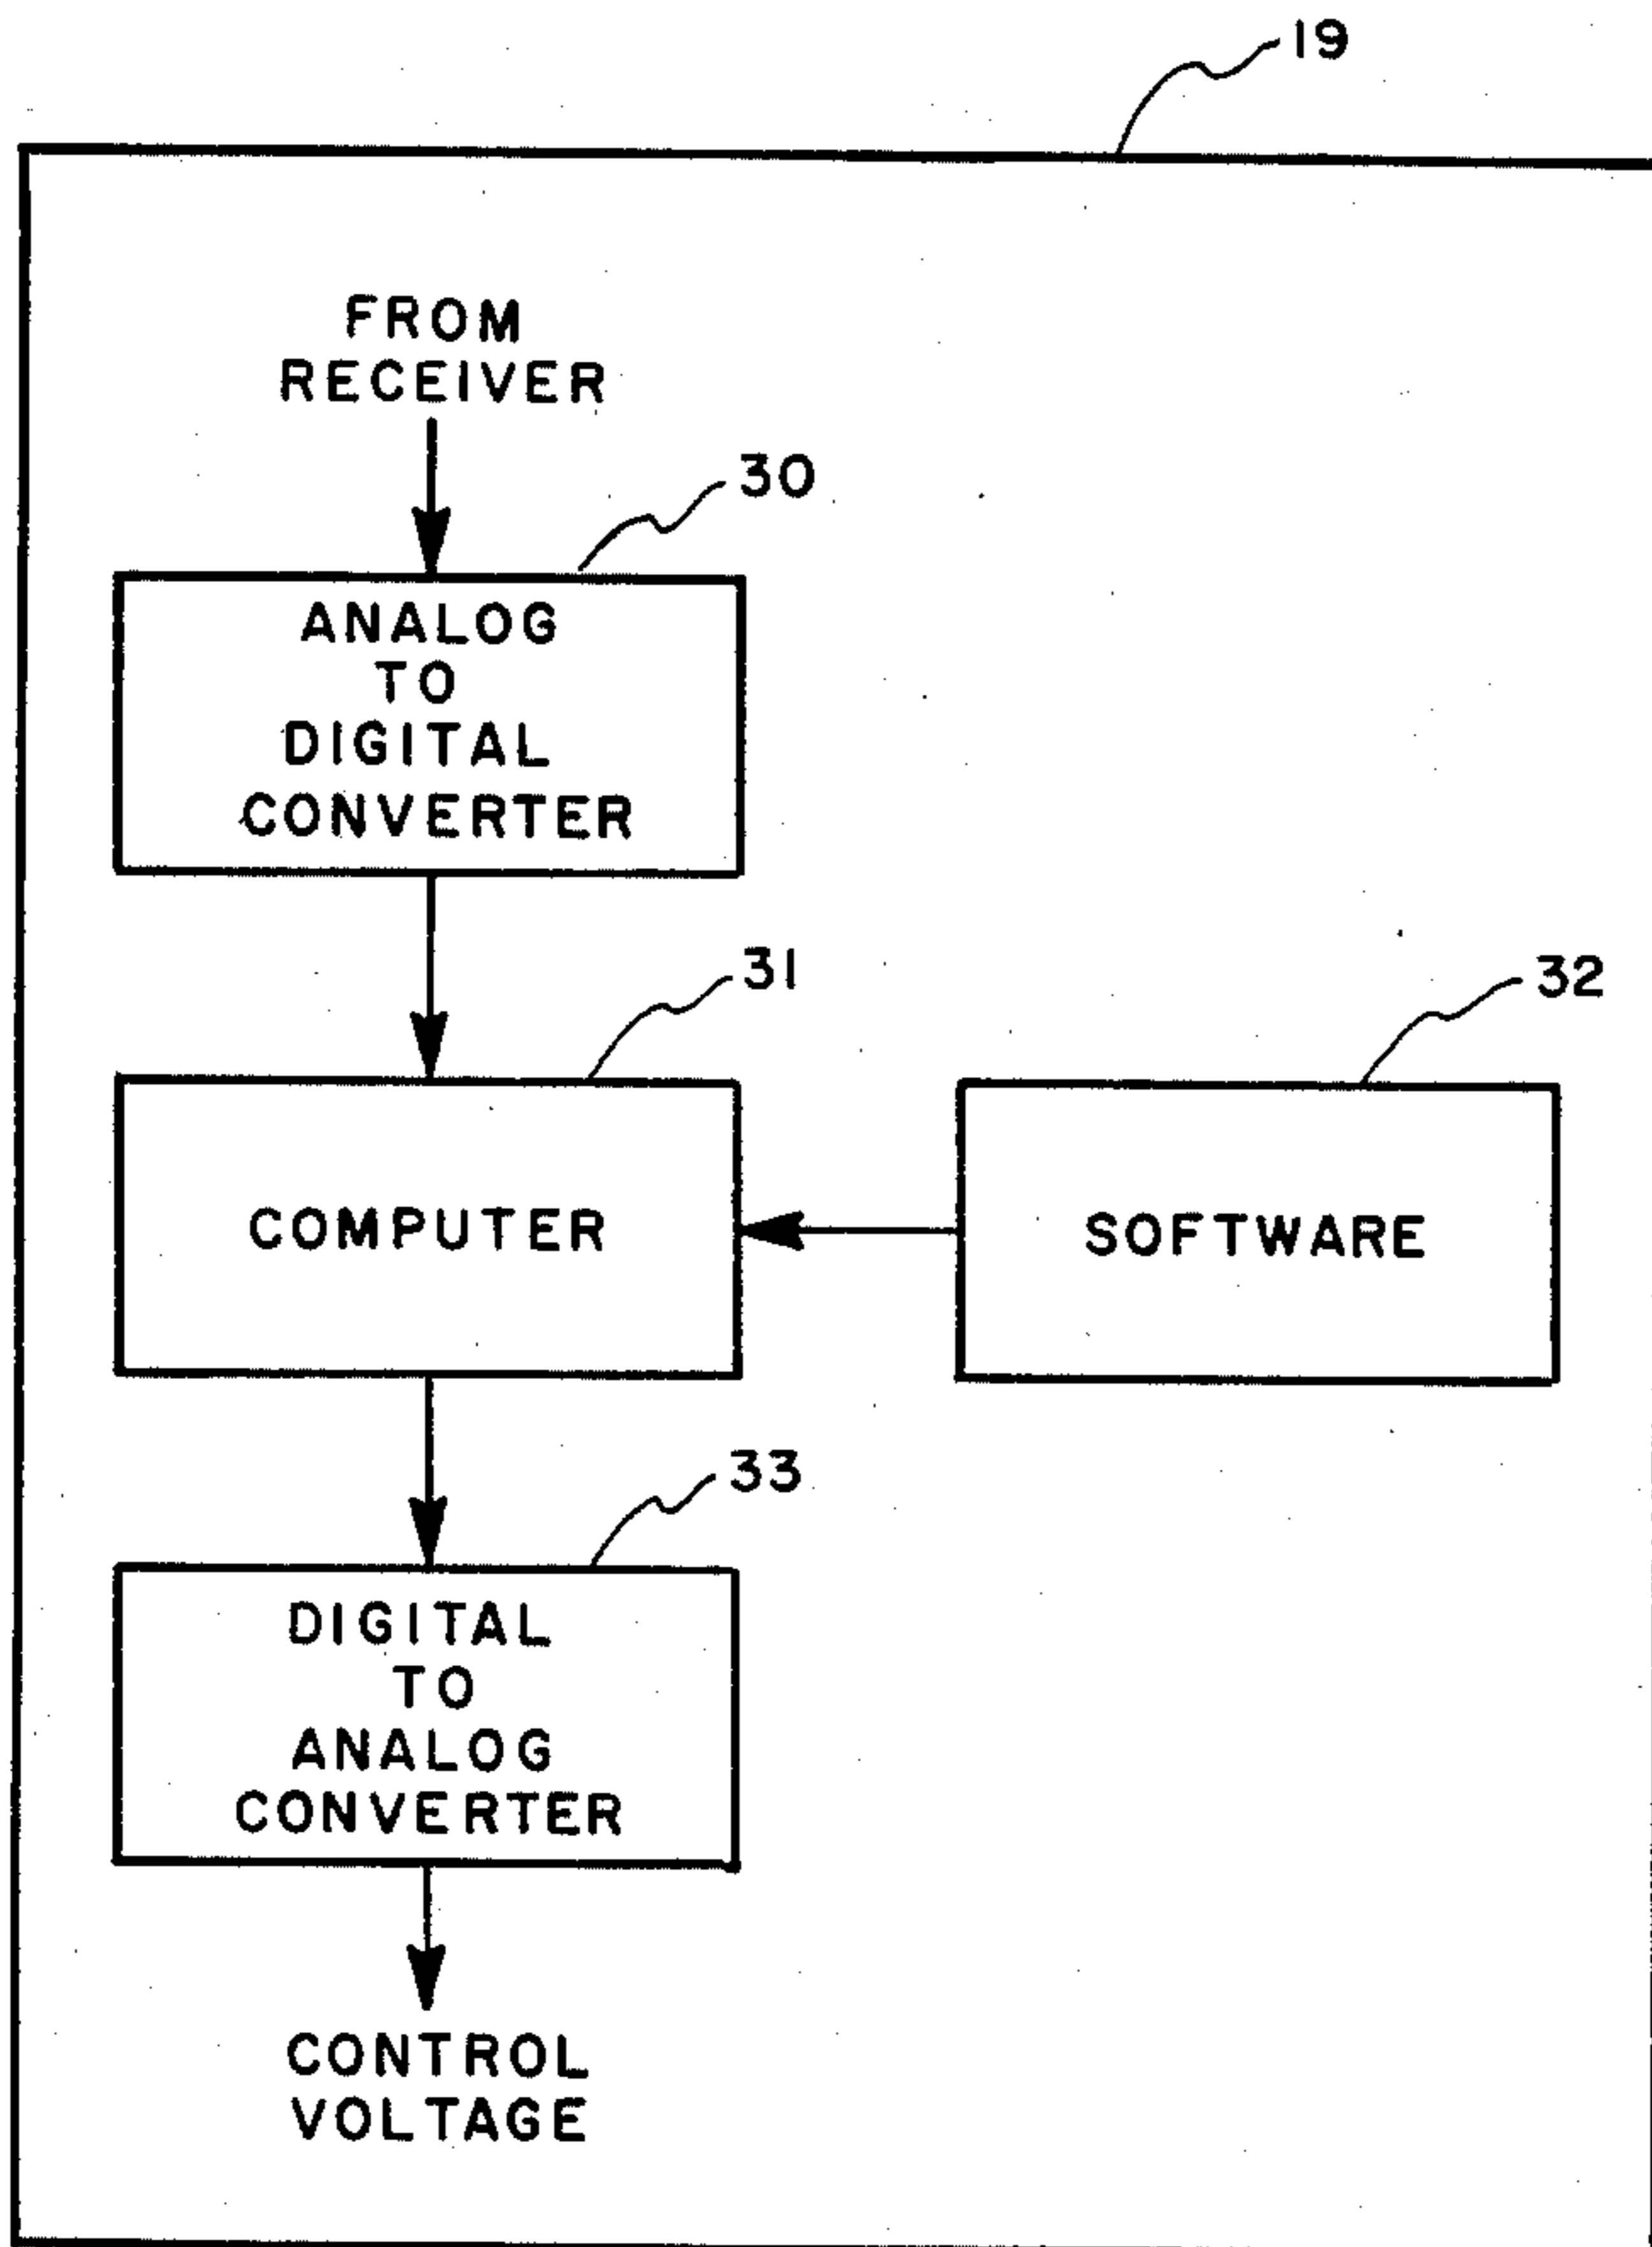 19
FROM
RECEIVER
30
ANALOG
TO
DIGITAL
CONVERTER
31
32
COMPUTER
SOFTWARE
33
DIGITAL
TO
ANALOG
CONVERTER
CONTROL
VOLTAGE